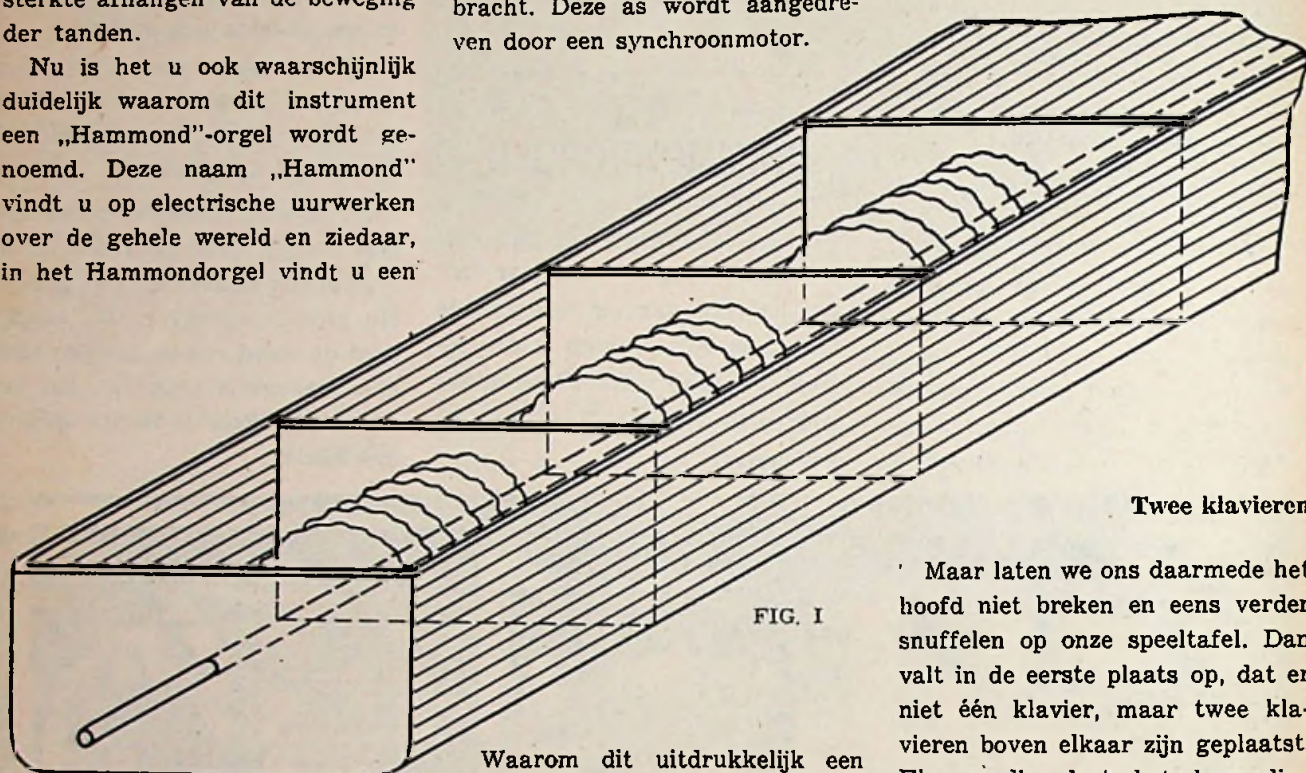 sterkte afhangen van de beweging
der tanden.
Nu is het u ook waarschijnlijk
duidelijk waarom dit instrument
een „Hammond”-orgel wordt ge-
noemd. Deze naam „Hammond”
vindt u op electrische uurwerken
over de gehele wereld en ziedaar,
in het Hammondorgel vindt u een
bracht. Deze as wordt aangedre-
ven door een synchroonmotor.
FIG. I
Waarom dit uitdrukkelijk een
Twee klavieren
Maar laten we ons daarmede het
hoofd niet breken en eens verder
snuffelen op onze speeltafel. Dan
valt in de eerste plaats op, dat er
niet één klavier, maar twee kla-
vieren boven elkaar zijn geplaatst.